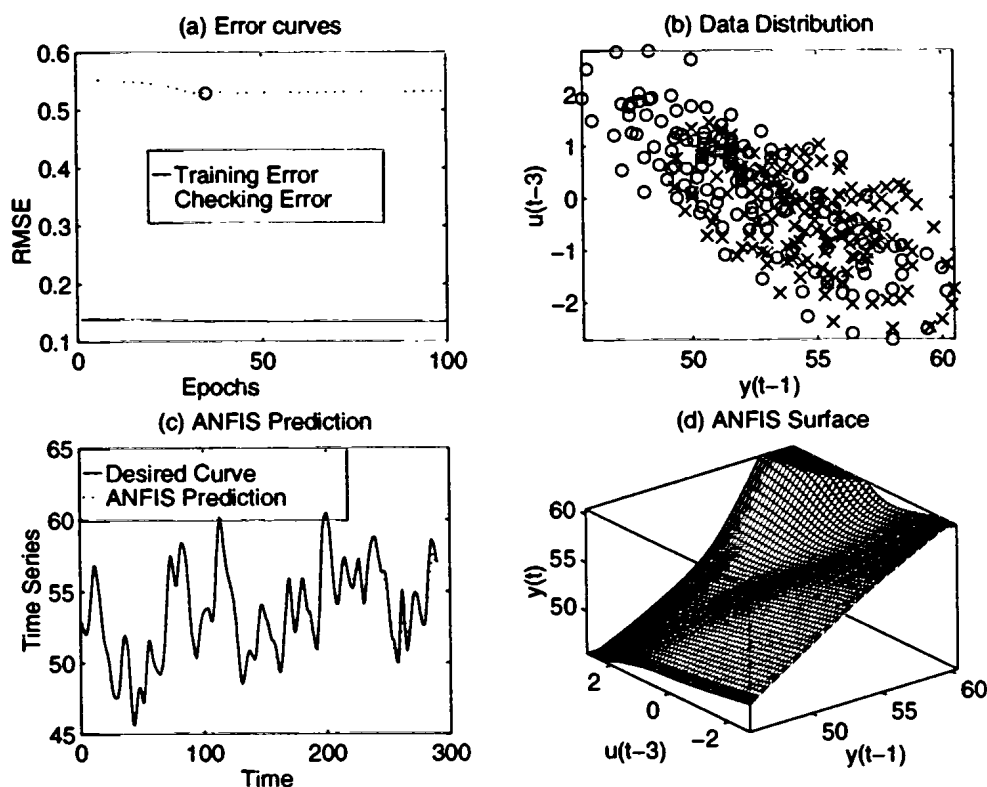 (a) Error curves
0.6
0.5
0.4
0.3
0.2
0.1
RMSE
Training Error
Checking Error
0
50
100
Epochs
(b) Data Distribution
2
1
0
−1
−2
u(t−3)
50
55
60
y(t−1)
(c) ANFIS Prediction
65
60
55
50
45
Time Series
Desired Curve
ANFIS Prediction
0
100
200
300
Time
(d) ANFIS Surface
60
55
50
y(t)
2
0
−2
u(t−3)
50
55
60
y(t−1)